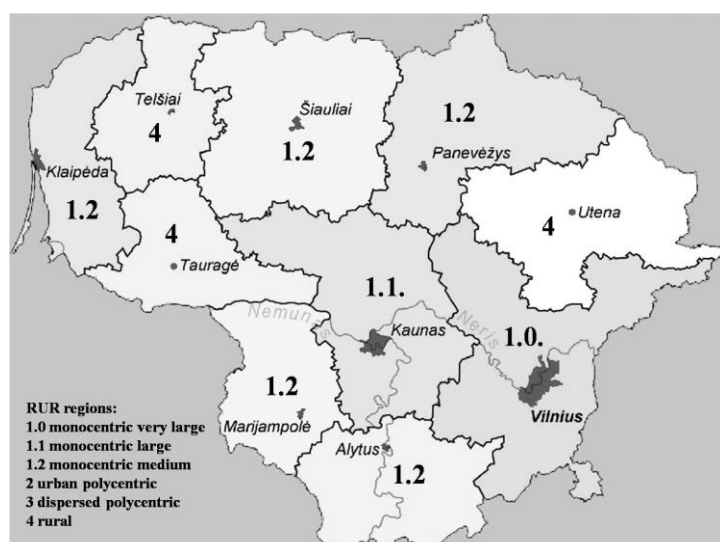 Telšiai
4
Šiauliai
1.2
1.2
Panevėžys
Klaipėda
1.2
4
Utena
4
Tauragė
1.1.
Nemunas
Kaunas
Neris
1.0.
Vilnius
1.2
Marijampolė
Alytus
1.2
RUR regions:
1.0 monocentric very large
1.1 monocentric large
1.2 monocentric medium
2 urban polycentric
3 dispersed polycentric
4 rural